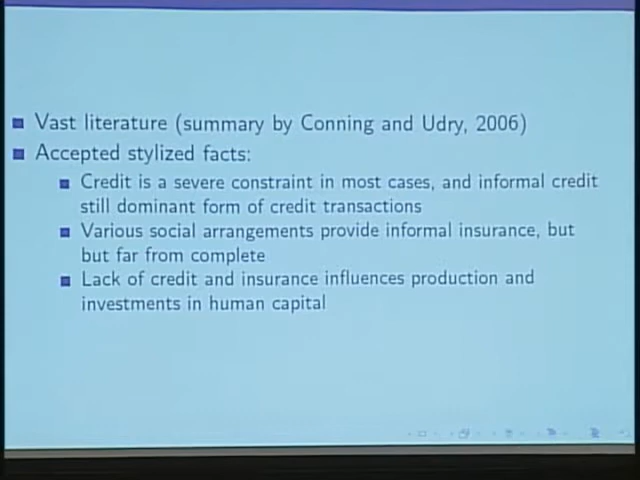 Vast literature (summary by Conning and Udry, 2006)
Accepted stylized facts:
Credit is a severe constraint in most cases, and informal credit
still dominant form of credit transactions
Various social arrangements provide informal insurance, but
but far from complete
Lack of credit and insurance influences production and
investments in human capital